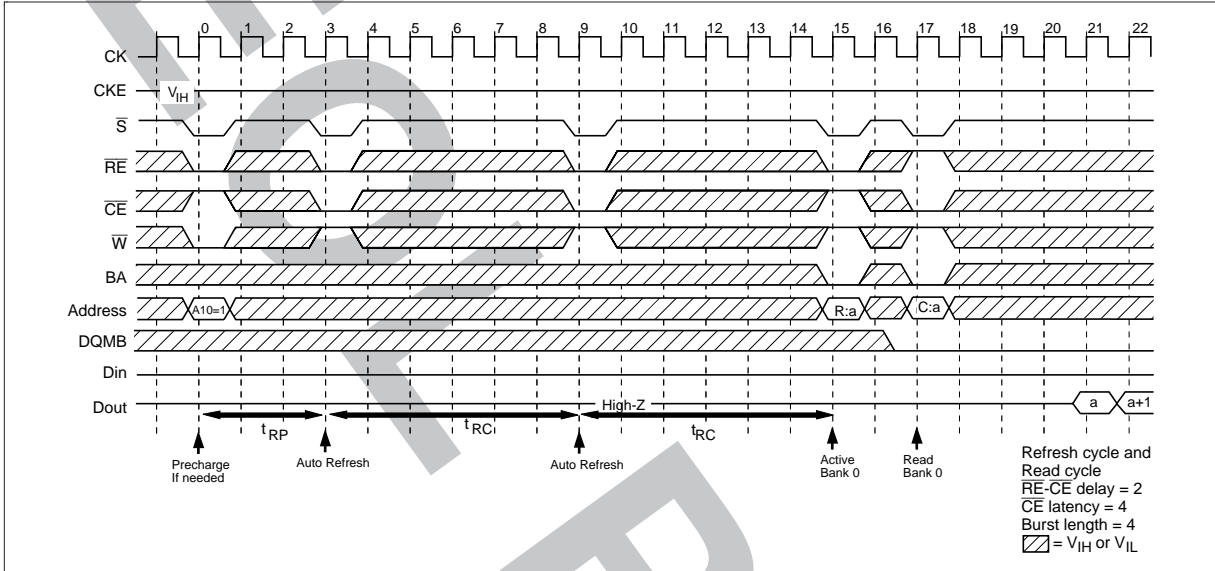 0 1 2 3 4 5 6 7 8 9 10 11 12 13 14 15 16 17 18 19 20 21 22
CK
CKE VIH
S
RE
CE
W
BA
Address A10=1 R:a C:a
DQMB
Din
Dout High-Z a a+1
tRP tRC tRC
Precharge
If needed
Auto Refresh
Auto Refresh
Active
Bank 0
Read
Bank 0
Refresh cycle and
Read cycle
RE-CE delay = 2
CE latency = 4
Burst length = 4
= VIH or VIL